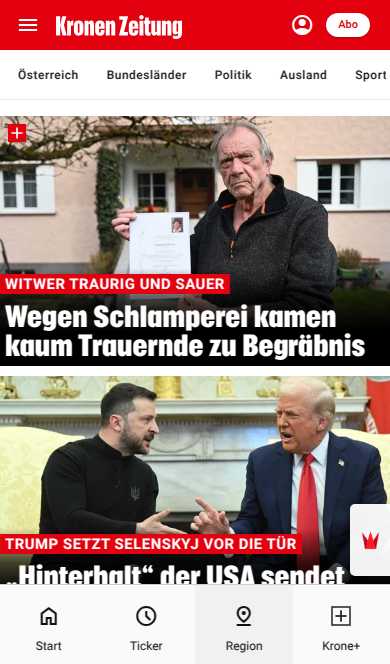 Kronen Zeitung
Abo
Österreich Bundesländer Politik Ausland Sport
WITWER TRAURIG UND SAUER
Wegen Schlamperei kamen
kaum Trauernde zu Begräbnis
TRUMP SETZT SELENSKYJ VOR DIE TÜR
„Hinterhalt“ der USA sendet
Start Ticker Region Krone+